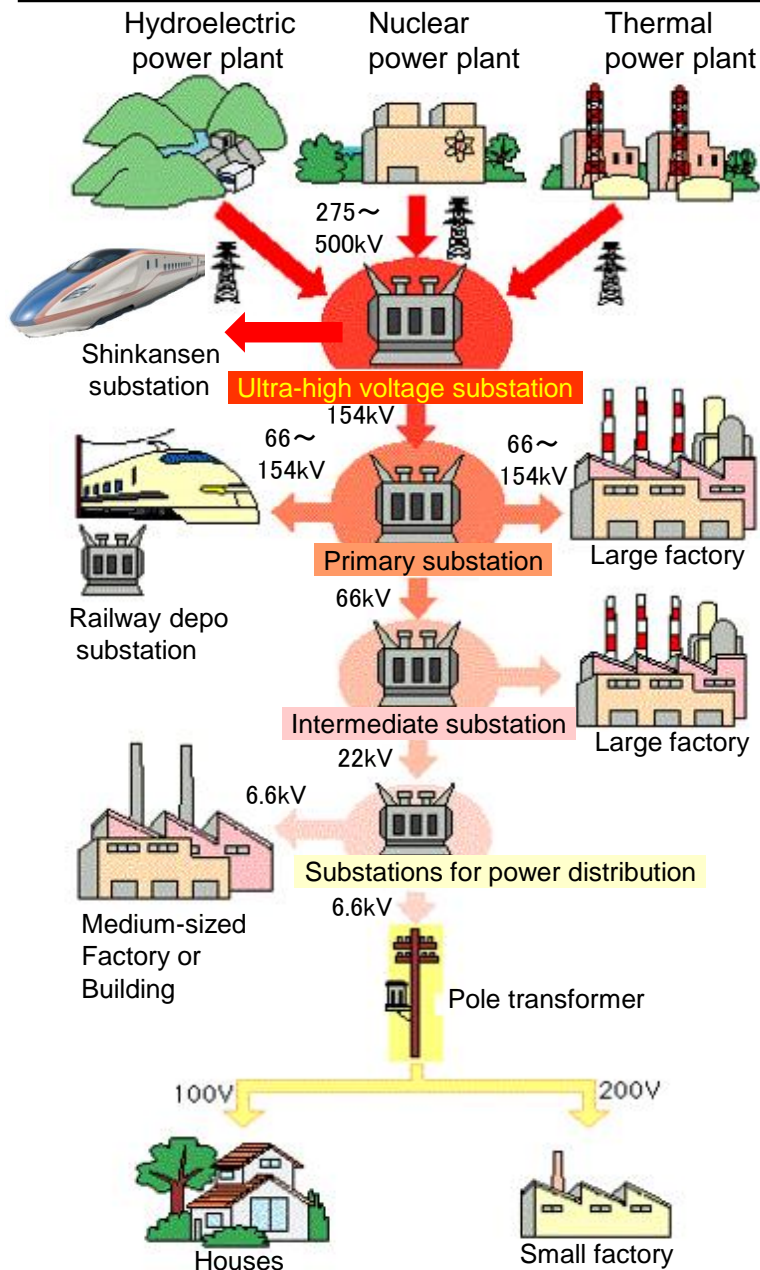 Hydroelectric
power plant
Nuclear
power plant
Thermal
power plant
275～
500kV
Shinkansen
substation
Ultra-high voltage substation
154kV
66～
154kV
66～
154kV
Primary substation
Large factory
66kV
Railway depo
substation
Intermediate substation
Large factory
22kV
6.6kV
Substations for power distribution
6.6kV
Medium-sized
Factory or
Building
Pole transformer
100V
200V
Houses
Small factory